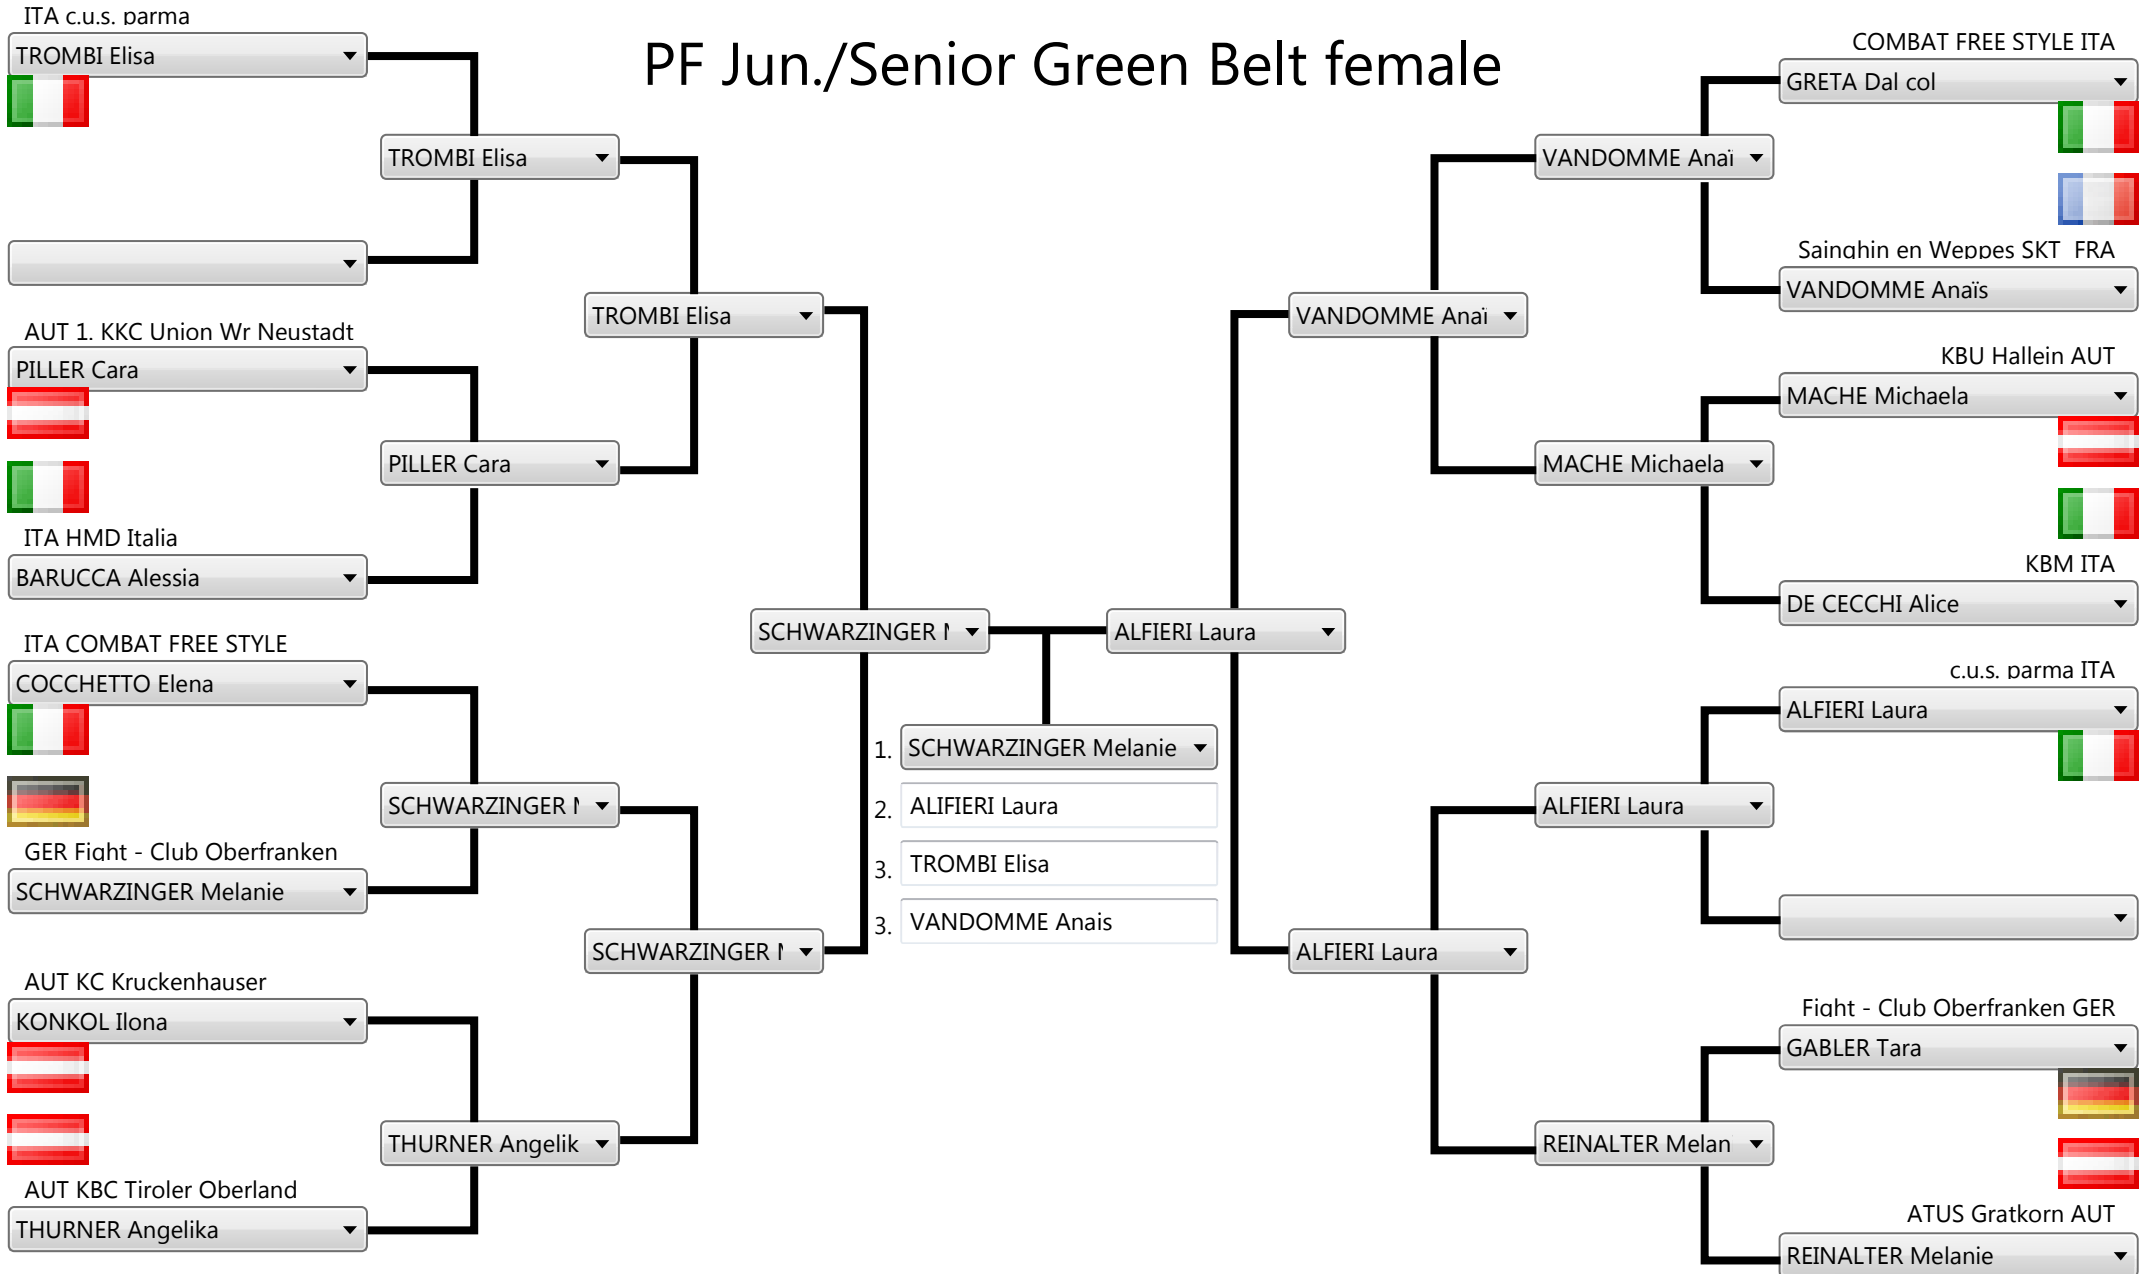 PF Jun./Senior Green Belt female
ITA c.u.s. parma
TROMBI Elisa
TROMBI Elisa
AUT 1. KKC Union Wr Neustadt
PILLER Cara
TROMBI Elisa
PILLER Cara
ITA HMD Italia
BARUCCA Alessia
ITA COMBAT FREE STYLE
COCCHETTO Elena
SCHWARZINGER
SCHWARZINGER
GER Fight - Club Oberfranken
SCHWARZINGER Melanie
SCHWARZINGER
AUT KC Kruckenhauser
KONKOL Ilona
THURNER Angelik
AUT KBC Tiroler Oberland
THURNER Angelika
ALFIERI Laura
1. SCHWARZINGER Melanie
2. ALIFIERI Laura
3. TROMBI Elisa
3. VANDOMME Anais
COMBAT FREE STYLE ITA
GRETA Dal col
VANDOMME Anaï
Sainghin en Weppes SKT FRA
VANDOMME Anaïs
VANDOMME Anaï
KBU Hallein AUT
MACHE Michaela
MACHE Michaela
KBM ITA
DE CECCHI Alice
c.u.s. parma ITA
ALFIERI Laura
ALFIERI Laura
ALFIERI Laura
Fight - Club Oberfranken GER
GABLER Tara
REINALTER Melan
ATUS Gratkorn AUT
REINALTER Melanie